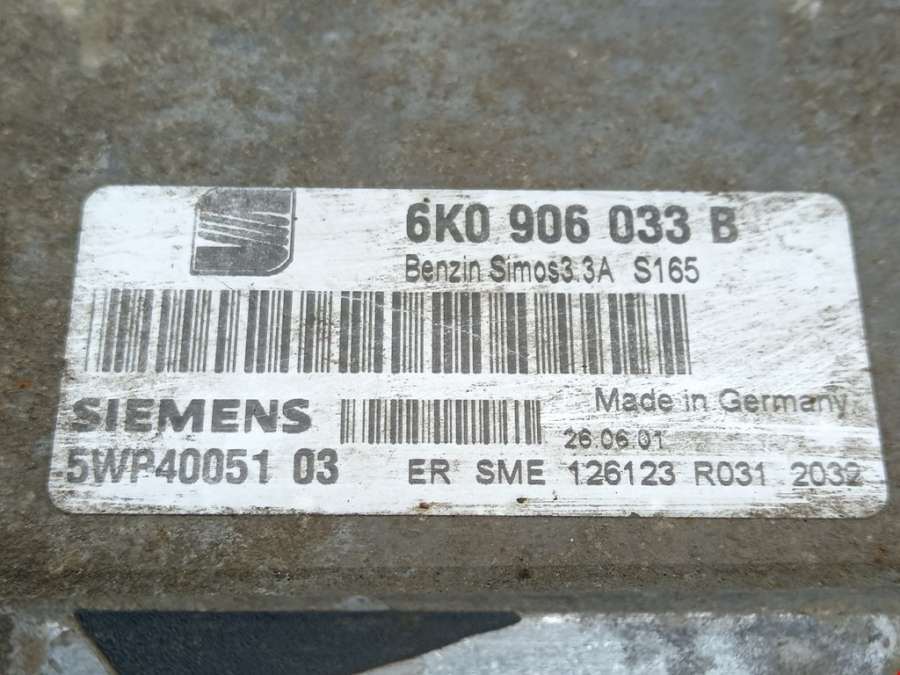 6K0 906 033 B
Benzin Simos3.3A S165
SIEMENS
Made in Germany
26.06.01
5WP40051 03
ER SME 126123 R031 2032